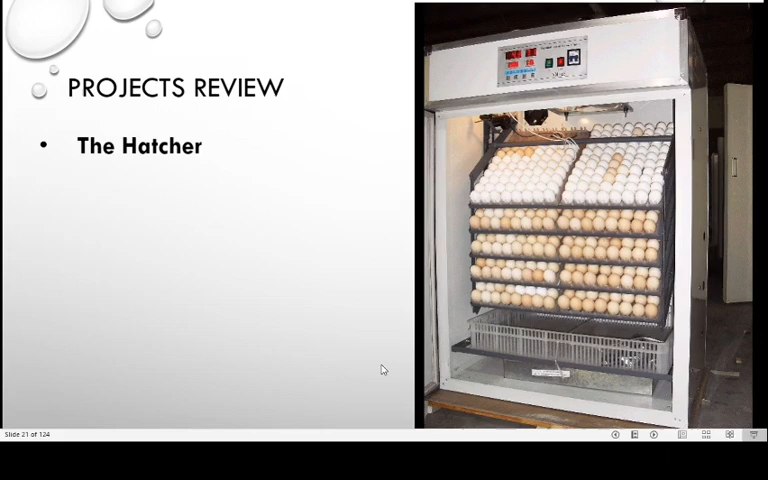 PROJECTS REVIEW
• The Hatcher
Slide 21 of 124